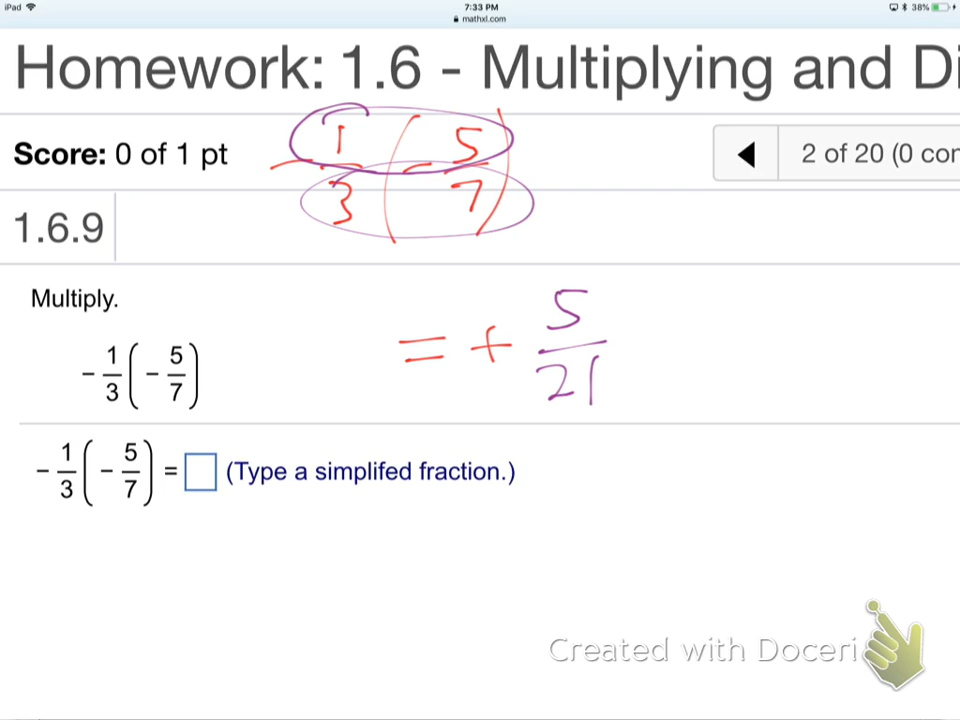 iPad 7:33 PM 38%
mathxl.com
Homework: 1.6 - Multiplying and Di
Score: 0 of 1 pt
- 1/3 ( - 5/7 )
2 of 20 (0 cor
1.6.9
Multiply.
= + 5/21
- 1/3 ( - 5/7 )
- 1/3 ( - 5/7 ) = (Type a simplifed fraction.)
Created with Doceri